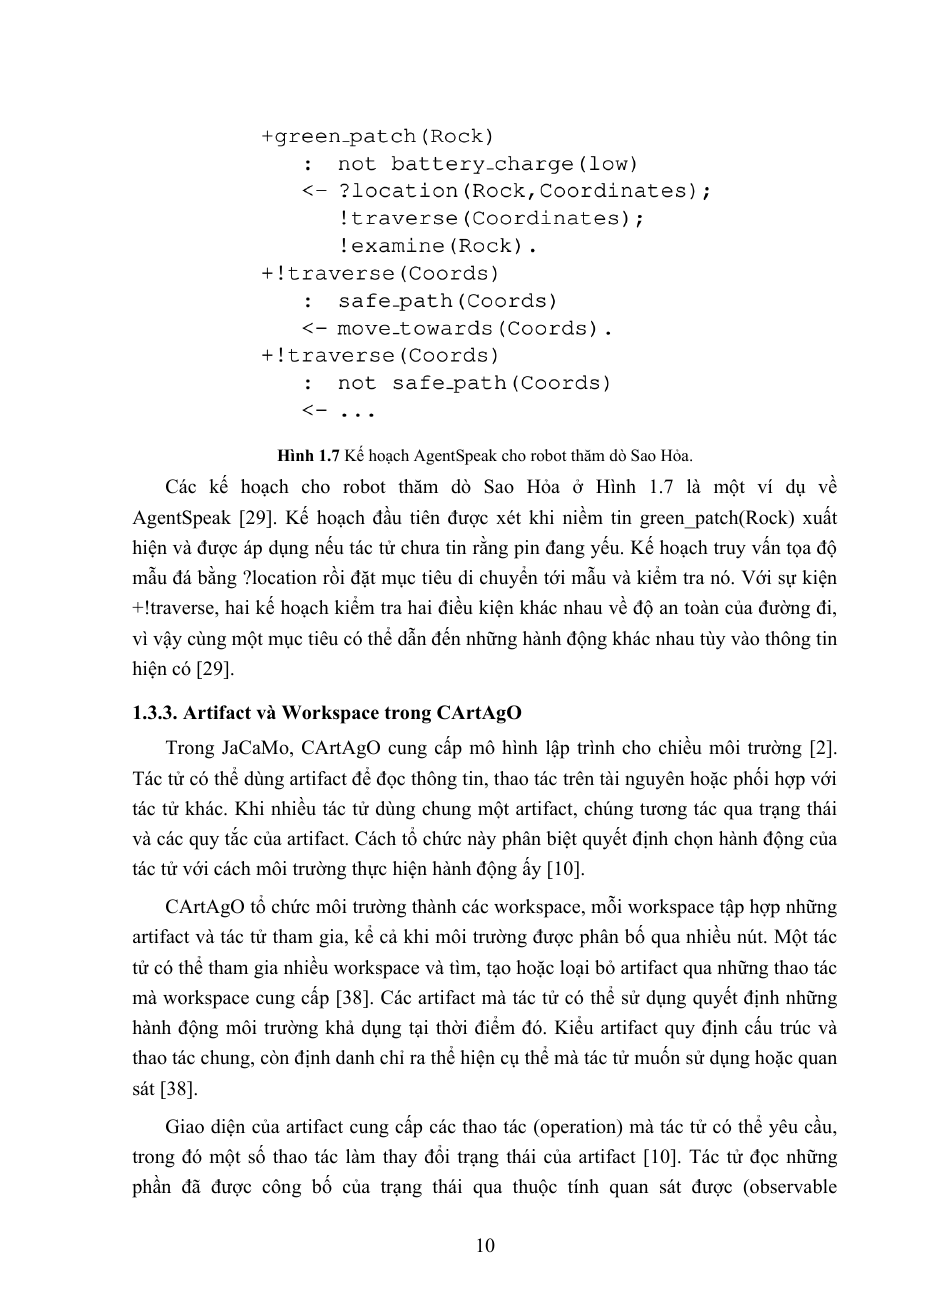 +green_patch(Rock)
: not battery_charge(low)
<- ?location(Rock,Coordinates);
!traverse(Coordinates);
!examine(Rock).
+!traverse(Coords)
: safe_path(Coords)
<- move_towards(Coords).
+!traverse(Coords)
: not safe_path(Coords)
<- ...
Hình 1.7 Kế hoạch AgentSpeak cho robot thăm dò Sao Hỏa.
Các kế hoạch cho robot thăm dò Sao Hỏa ở Hình 1.7 là một ví dụ về
AgentSpeak [29]. Kế hoạch đầu tiên được xét khi niềm tin green_patch(Rock) xuất
hiện và được áp dụng nếu tác tử chưa tin rằng pin đang yếu. Kế hoạch truy vấn tọa độ
mẫu đá bằng ?location rồi đặt mục tiêu di chuyển tới mẫu và kiểm tra nó. Với sự kiện
+!traverse, hai kế hoạch kiểm tra hai điều kiện khác nhau về độ an toàn của đường đi,
vì vậy cùng một mục tiêu có thể dẫn đến những hành động khác nhau tùy vào thông tin
hiện có [29].
1.3.3. Artifact và Workspace trong CArtAgO
Trong JaCaMo, CArtAgO cung cấp mô hình lập trình cho chiều môi trường [2].
Tác tử có thể dùng artifact để đọc thông tin, thao tác trên tài nguyên hoặc phối hợp với
tác tử khác. Khi nhiều tác tử dùng chung một artifact, chúng tương tác qua trạng thái
và các quy tắc của artifact. Cách tổ chức này phân biệt quyết định chọn hành động của
tác tử với cách môi trường thực hiện hành động ấy [10].
CArtAgO tổ chức môi trường thành các workspace, mỗi workspace tập hợp những
artifact và tác tử tham gia, kể cả khi môi trường được phân bố qua nhiều nút. Một tác
tử có thể tham gia nhiều workspace và tìm, tạo hoặc loại bỏ artifact qua những thao tác
mà workspace cung cấp [38]. Các artifact mà tác tử có thể sử dụng quyết định những
hành động môi trường khả dụng tại thời điểm đó. Kiểu artifact quy định cấu trúc và
thao tác chung, còn định danh chỉ ra thể hiện cụ thể mà tác tử muốn sử dụng hoặc quan
sát [38].
Giao diện của artifact cung cấp các thao tác (operation) mà tác tử có thể yêu cầu,
trong đó một số thao tác làm thay đổi trạng thái của artifact [10]. Tác tử đọc những
phần đã được công bố của trạng thái qua thuộc tính quan sát được (observable
10